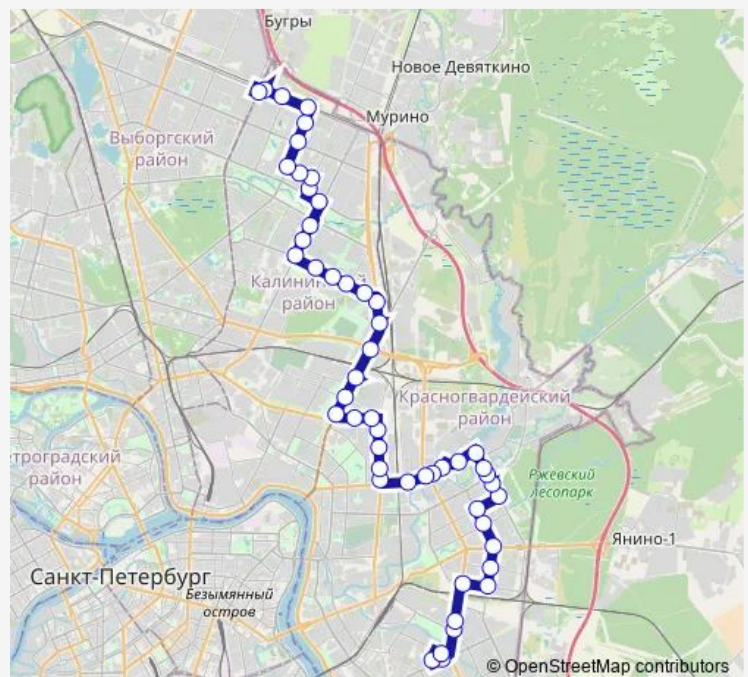 Бугры
Новое Девяткино
Мурино
Выборгский
район
Калининский
район
Красногвардейский
район
етроградский
район
Ржевский
лесопарк
Янино-1
Санкт-Петербург
Безымянный
остров
© OpenStreetMap contributors